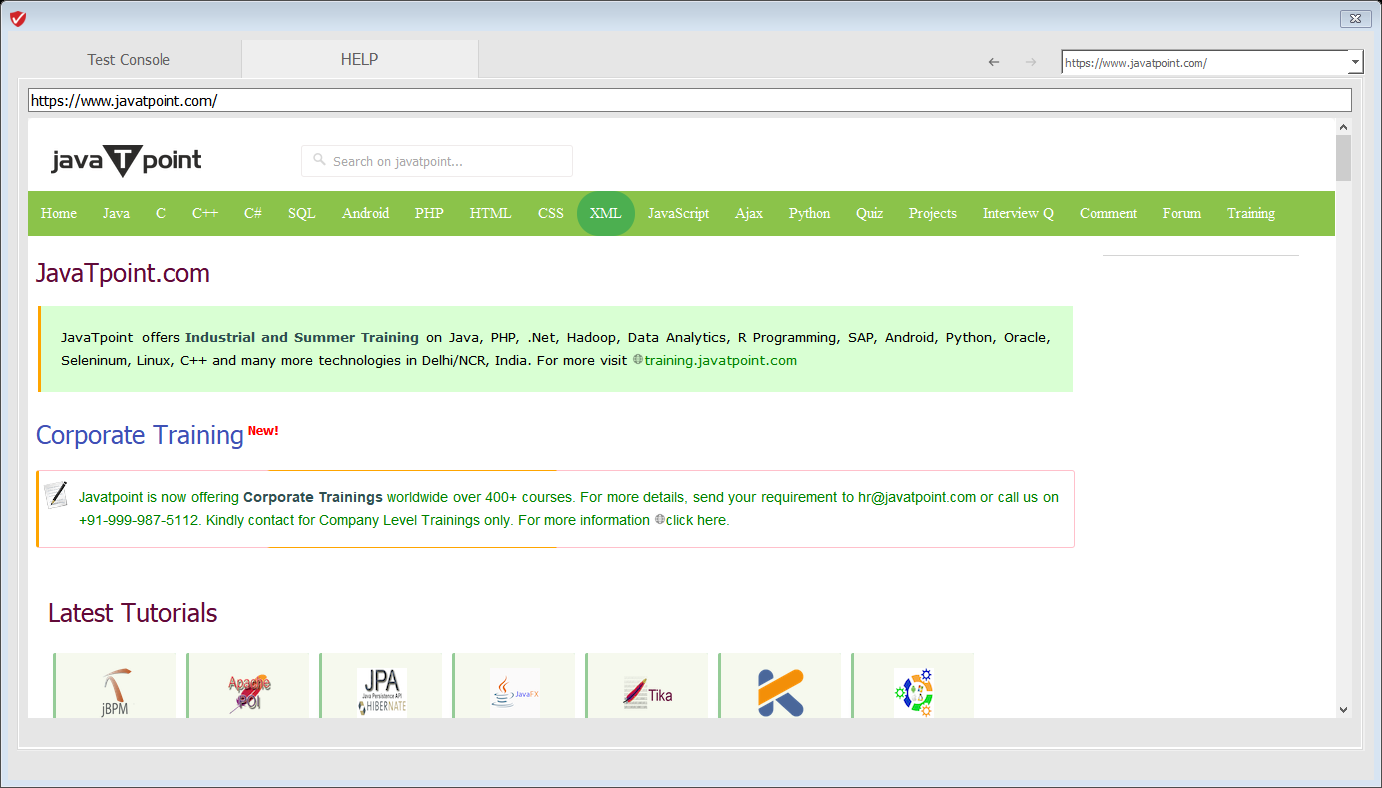 Test Console
HELP
https://www.javatpoint.com/
https://www.javatpoint.com/
javaTpoint
Search on javatpoint...
Home Java C C++ C# SQL Android PHP HTML CSS XML JavaScript Ajax Python Quiz Projects Interview Q Comment Forum Training
JavaTpoint.com
JavaTpoint offers Industrial and Summer Training on Java, PHP, .Net, Hadoop, Data Analytics, R Programming, SAP, Android, Python, Oracle,
Seleninum, Linux, C++ and many more technologies in Delhi/NCR, India. For more visit training.javatpoint.com
Corporate Training New!
Javatpoint is now offering Corporate Trainings worldwide over 400+ courses. For more details, send your requirement to hr@javatpoint.com or call us on
+91-999-987-5112. Kindly contact for Company Level Trainings only. For more information click here.
Latest Tutorials
jBPM
Apache
POI
JPA
Java Persistence API
HIBERNATE
JavaFX
Tika